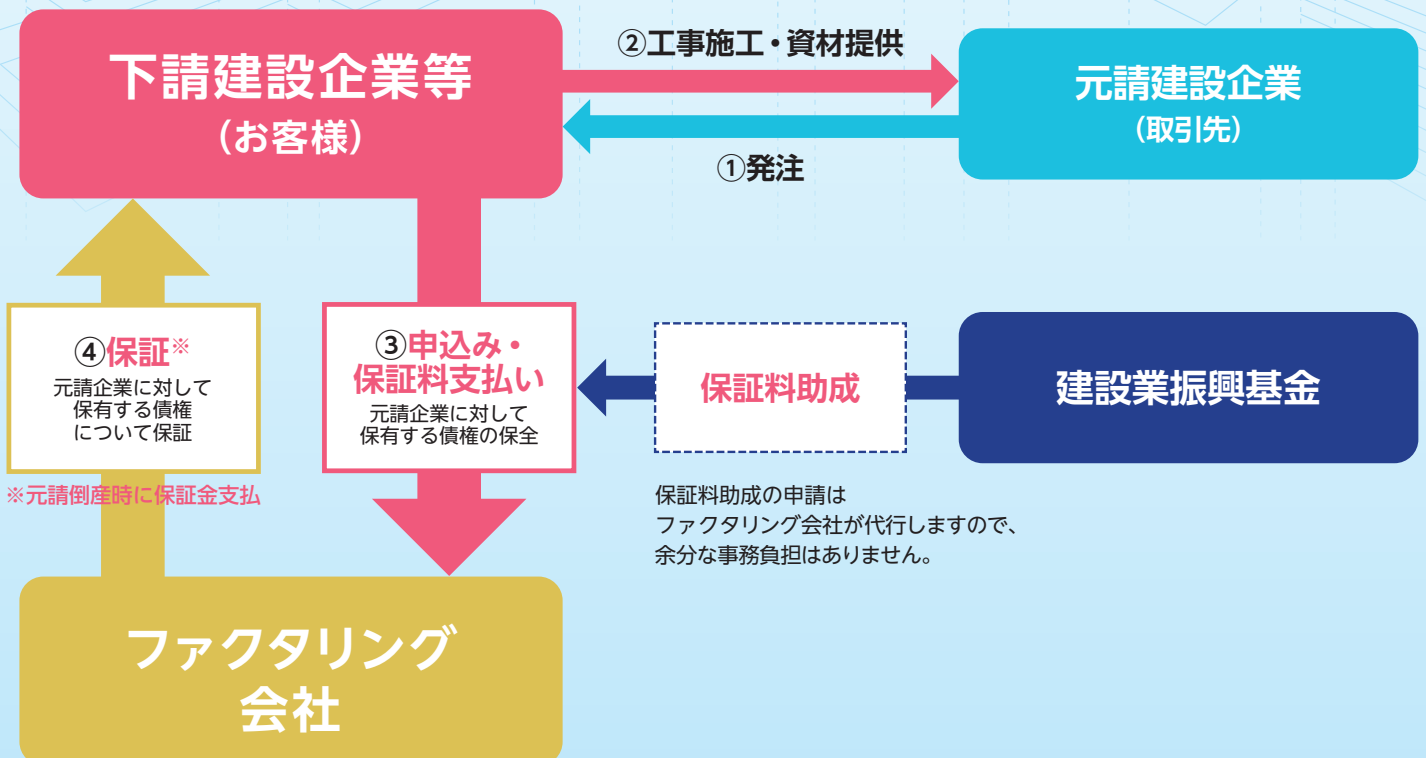 下請建設企業等
（お客様）
②工事施工・資材提供
①発注
元請建設企業
（取引先）
④保証※
元請企業に対して
保有する債権
について保証
※元請倒産時に保証金支払
③申込み・
保証料支払い
元請企業に対して
保有する債権の保全
保証料助成
建設業振興基金
保証料助成の申請は
ファクタリング会社が代行しますので、
余分な事務負担はありません。
ファクタリング
会社